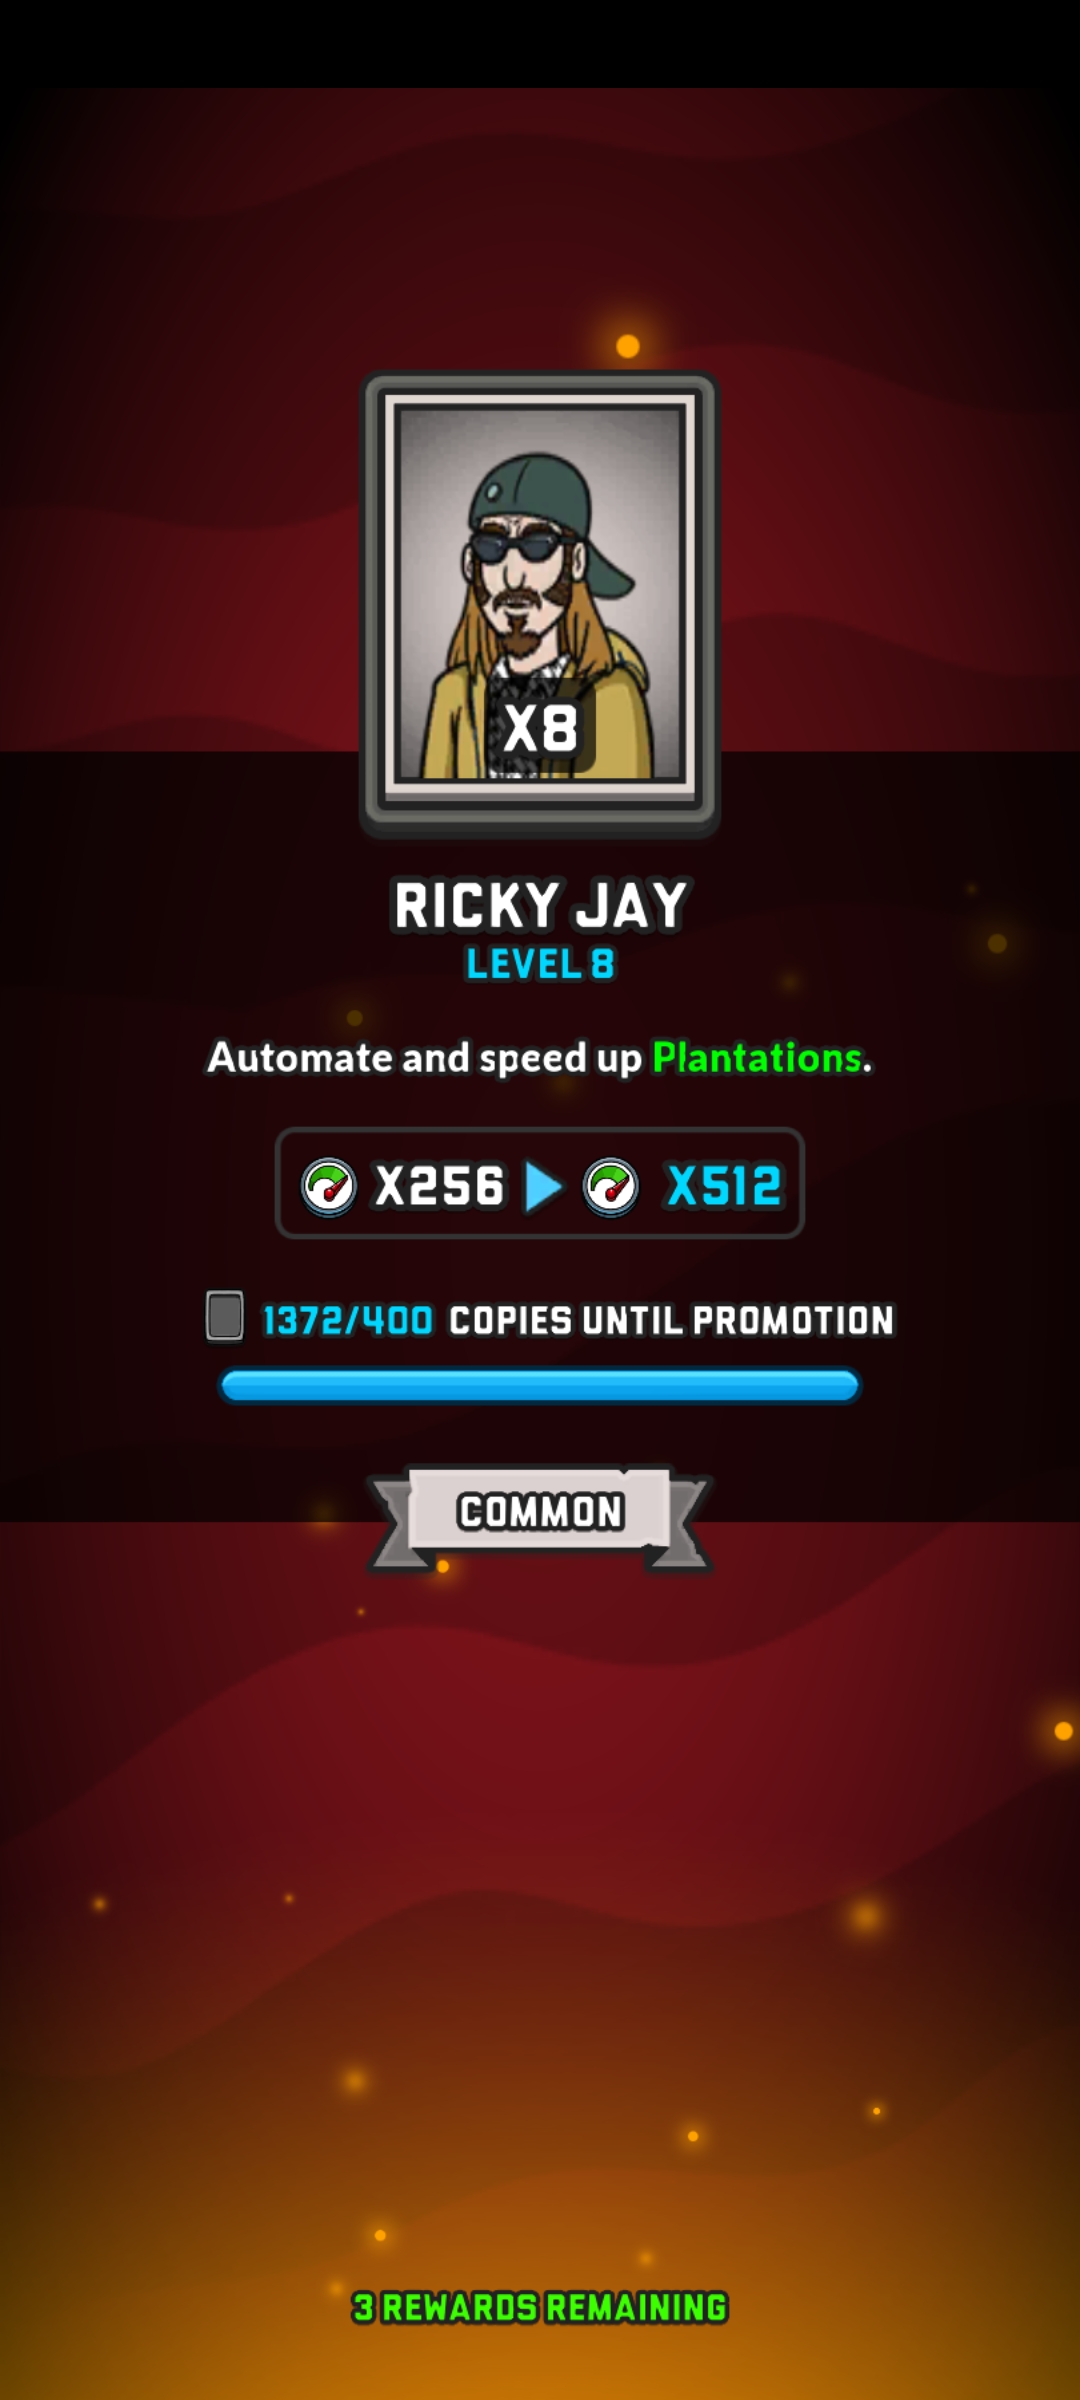 X8
RICKY JAY
LEVEL 8
Automate and speed up Plantations.
X256 X512
1372/400 COPIES UNTIL PROMOTION
COMMON
3 REWARDS REMAINING